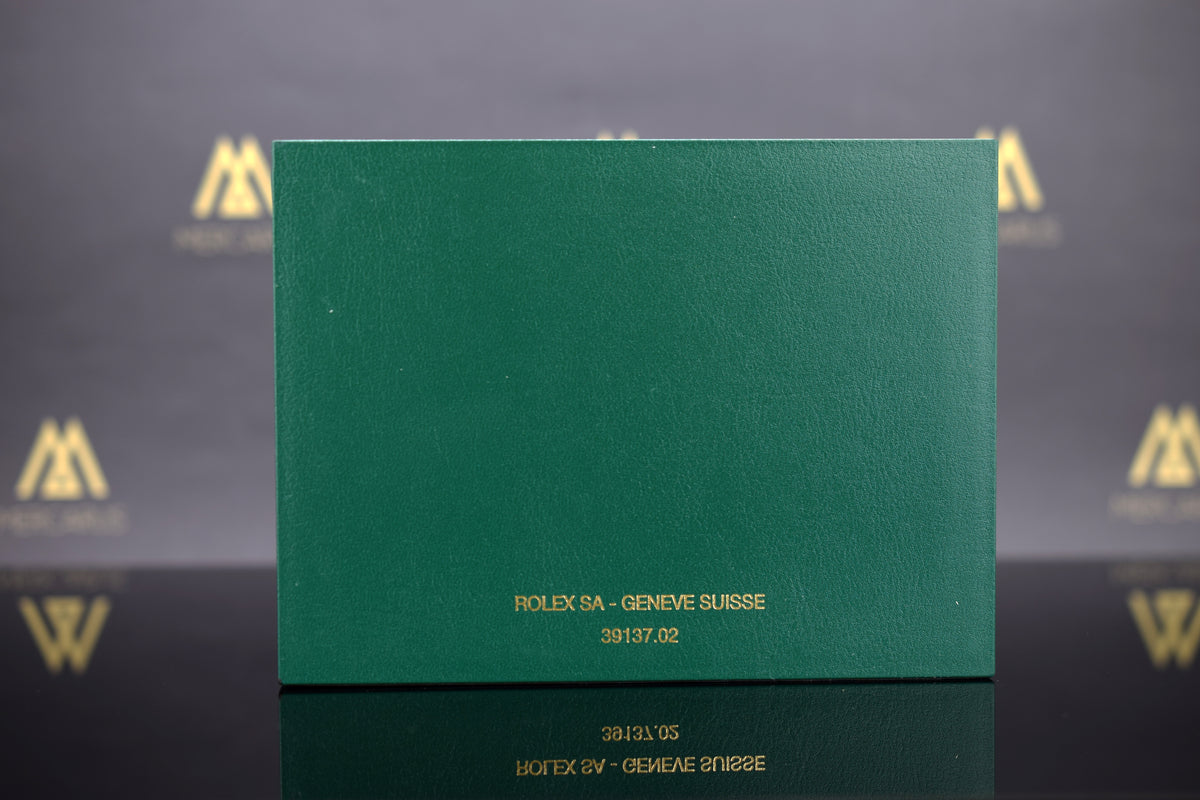 ROLEX SA - GENEVE SUISSE
39137.02